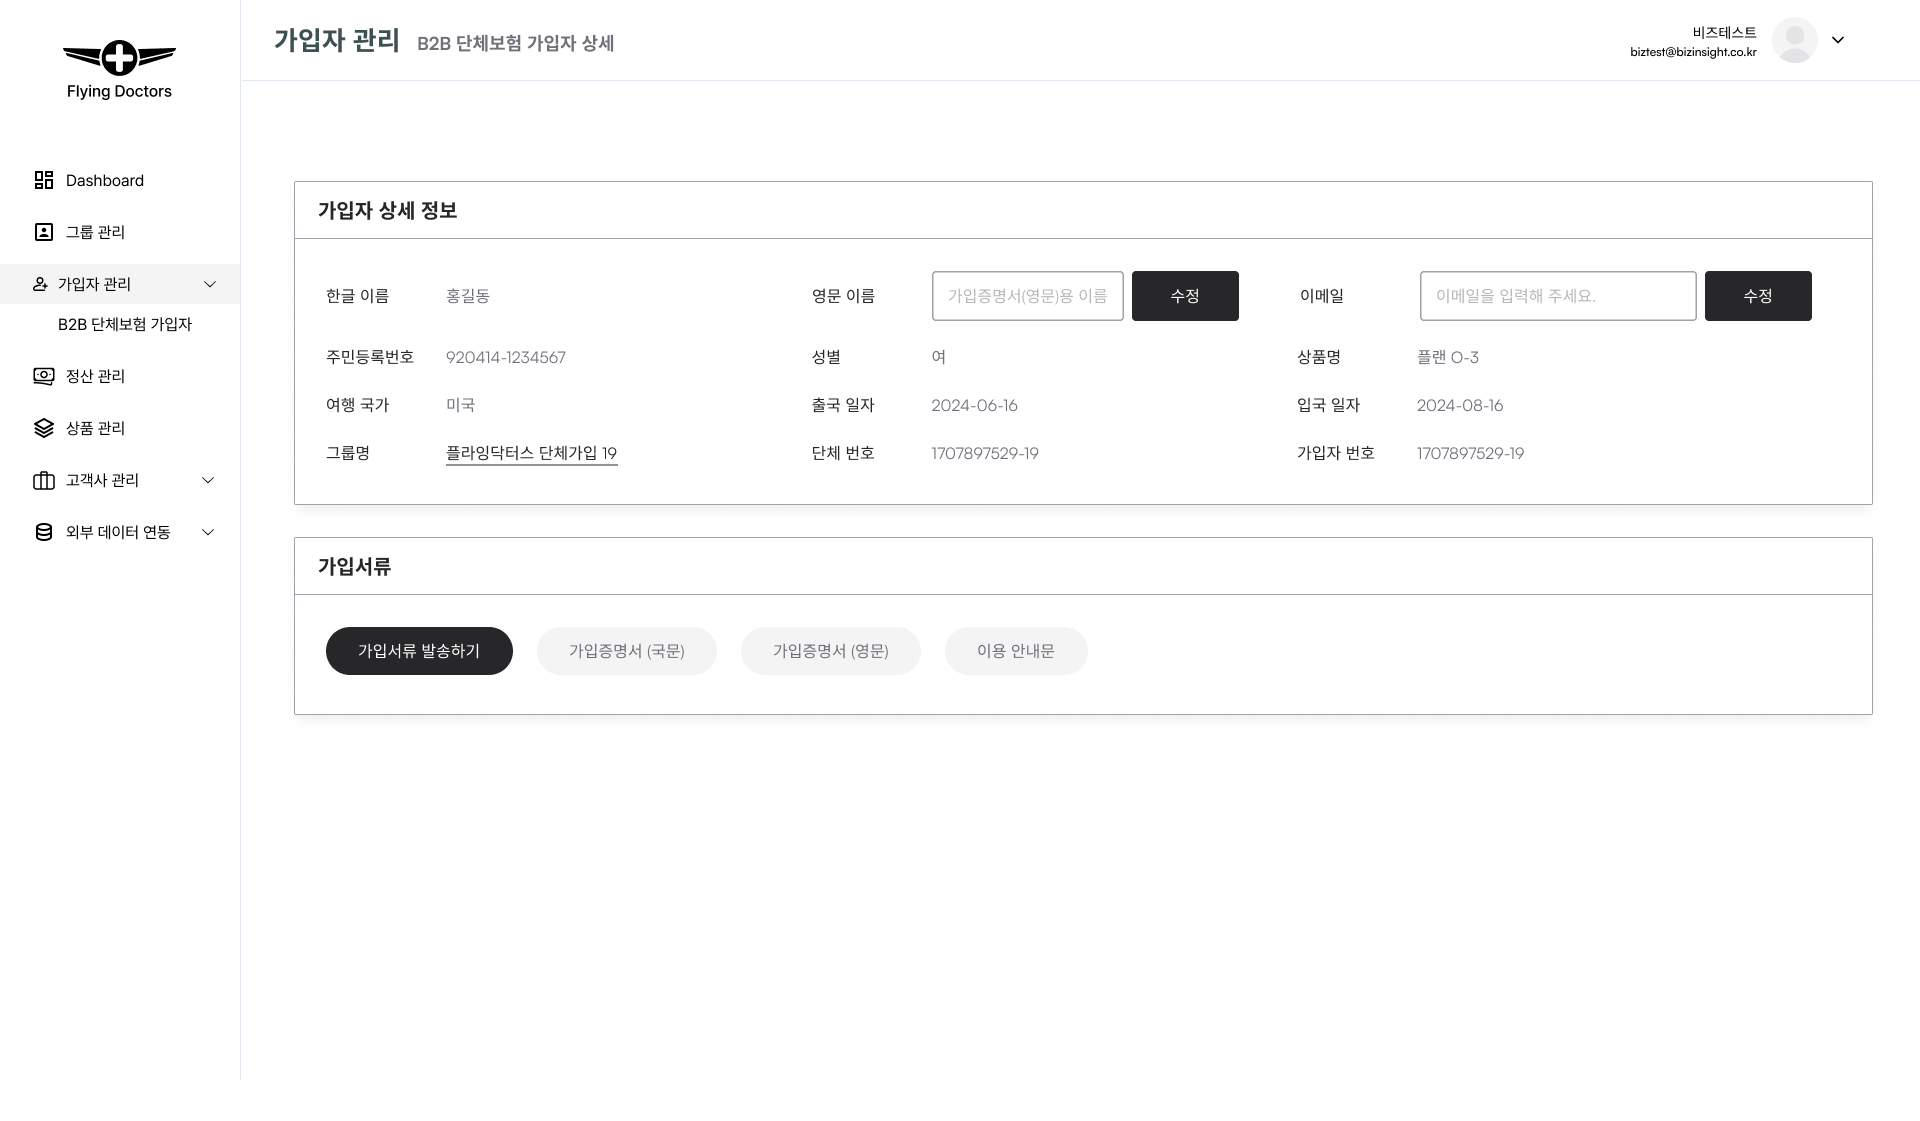 Flying Doctors
가입자 관리 B2B 단체보험 가입자 상세
비즈테스트
biztest@bizinsight.co.kr
Dashboard
그룹 관리
가입자 관리
B2B 단체보험 가입자
정산 관리
상품 관리
고객사 관리
외부 데이터 연동
가입자 상세 정보
한글 이름 홍길동 영문 이름 가입증명서(영문)용 이름 수정 이메일 이메일을 입력해 주세요. 수정
주민등록번호 920414-1234567 성별 여 상품명 플랜 O-3
여행 국가 미국 출국 일자 2024-06-16 입국 일자 2024-08-16
그룹명 플라잉닥터스 단체가입 19 단체 번호 1707897529-19 가입자 번호 1707897529-19
가입서류
가입서류 발송하기 가입증명서 (국문) 가입증명서 (영문) 이용 안내문